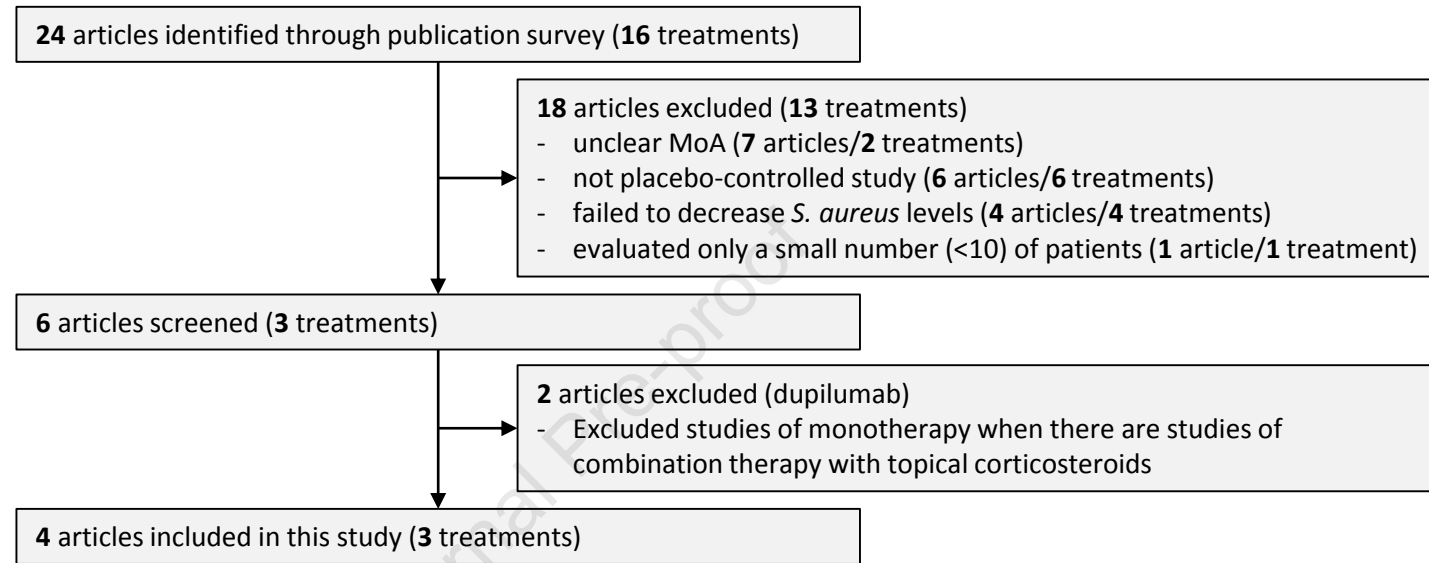 24 articles identified through publication survey (16 treatments)
18 articles excluded (13 treatments)
- unclear MoA (7 articles/2 treatments)
- not placebo-controlled study (6 articles/6 treatments)
- failed to decrease S. aureus levels (4 articles/4 treatments)
- evaluated only a small number (<10) of patients (1 article/1 treatment)
6 articles screened (3 treatments)
2 articles excluded (dupilumab)
- Excluded studies of monotherapy when there are studies of
combination therapy with topical corticosteroids
4 articles included in this study (3 treatments)
Pre-proof